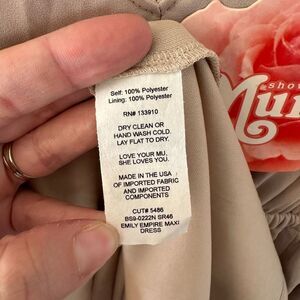 Self: 100% Polyester
Lining: 100% Polyester
RN# 133910
DRY CLEAN OR
HAND WASH COLD.
LAY FLAT TO DRY.
LOVE YOUR MU.
SHE LOVES YOU.
MADE IN THE U.S.A
OF IMPORTED FABRIC
AND IMPORTED
COMPONENTS
CUT# 5486
BS9-0222N SR46
EMILY EMPIRE MAXI
DRESS
show
Mum